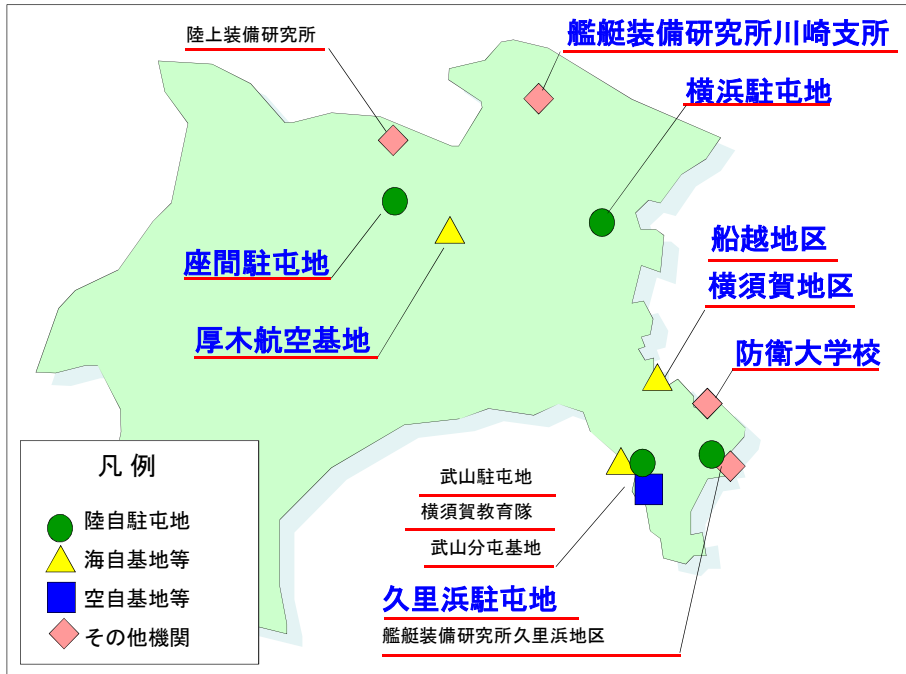 陸上装備研究所
艦艇装備研究所川崎支所
横浜駐屯地
座間駐屯地
船越地区
横須賀地区
厚木航空基地
防衛大学校
凡例
陸自駐屯地
海自基地等
空自基地等
その他機関
武山駐屯地
横須賀教育隊
武山分屯基地
久里浜駐屯地
艦艇装備研究所久里浜地区